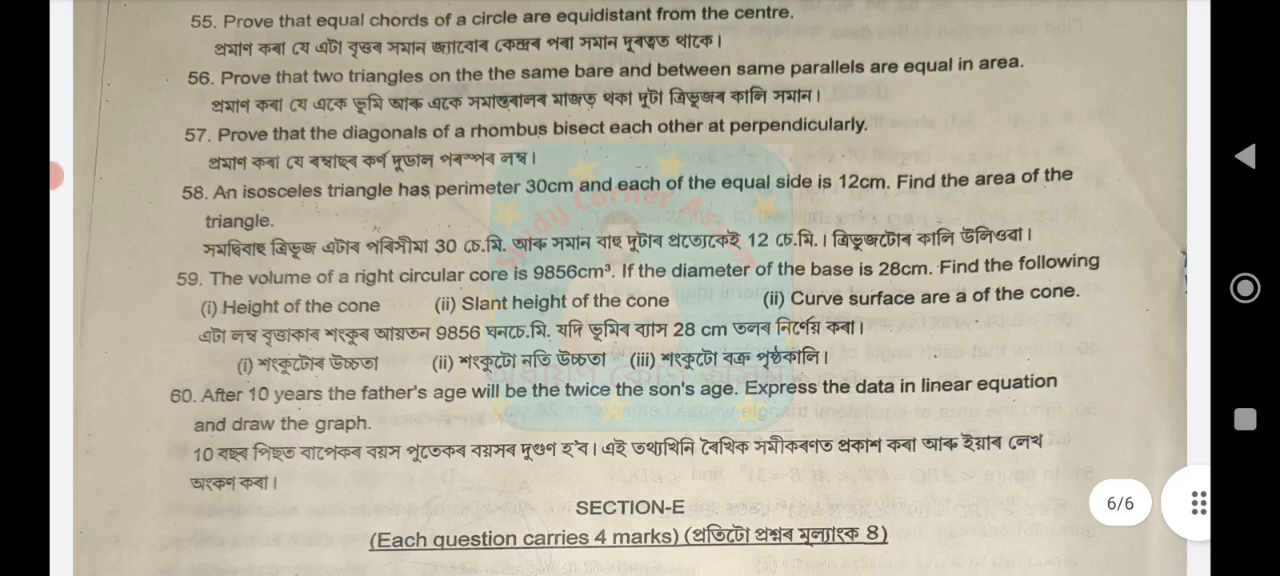 55. Prove that equal chords of a circle are equidistant from the centre.
প্ৰমাণ কৰা যে এটা বৃত্তৰ সমান জ্যাবোৰ কেন্দ্ৰৰ পৰা সমান দূৰত্বত থাকে।
56. Prove that two triangles on the the same bare and between same parallels are equal in area.
প্ৰমাণ কৰা যে একে ভূমি আৰু একে সমান্তৰালৰ মাজত থকা দুটা ত্ৰিভূজৰ কালি সমান।
57. Prove that the diagonals of a rhombus bisect each other at perpendicularly.
প্ৰমাণ কৰা যে ৰম্বাছৰ কৰ্ণ দুডাল পৰস্পৰ লম্ব।
58. An isosceles triangle has perimeter 30cm and each of the equal side is 12cm. Find the area of the
triangle.
সমদ্বিবাহু ত্ৰিভূজ এটাৰ পৰিসীমা 30 চে.মি. আৰু সমান বাহু দুটাৰ প্ৰত্যেকেই 12 চে.মি.। ত্ৰিভূজটোৰ কালি উলিওৱা।
59. The volume of a right circular core is 9856cm³. If the diameter of the base is 28cm. Find the following
(i) Height of the cone (ii) Slant height of the cone (ii) Curve surface are a of the cone.
এটা লম্ব বৃত্তাকাৰ শংকুৰ আয়তন 9856 ঘনচে.মি. যদি ভূমিৰ ব্যাস 28 cm তলৰ নিৰ্ণেয় কৰা।
(i) শংকুটোৰ উচ্চতা (ii) শংকুটো নতি উচ্চতা (iii) শংকুটো বক্ৰ পৃষ্ঠকালি।
60. After 10 years the father's age will be the twice the son's age. Express the data in linear equation
and draw the graph.
10 বছৰ পিছত বাপেকৰ বয়স পুতেকৰ বয়সৰ দুগুণ হ'ব। এই তথ্যখিনি ৰৈখিক সমীকৰণত প্ৰকাশ কৰা আৰু ইয়াৰ লেখ
অংকণ কৰা।
SECTION-E
(Each question carries 4 marks) (প্ৰতিটো প্ৰশ্নৰ মূল্যাংক 4)
Study Corner Assam
6/6